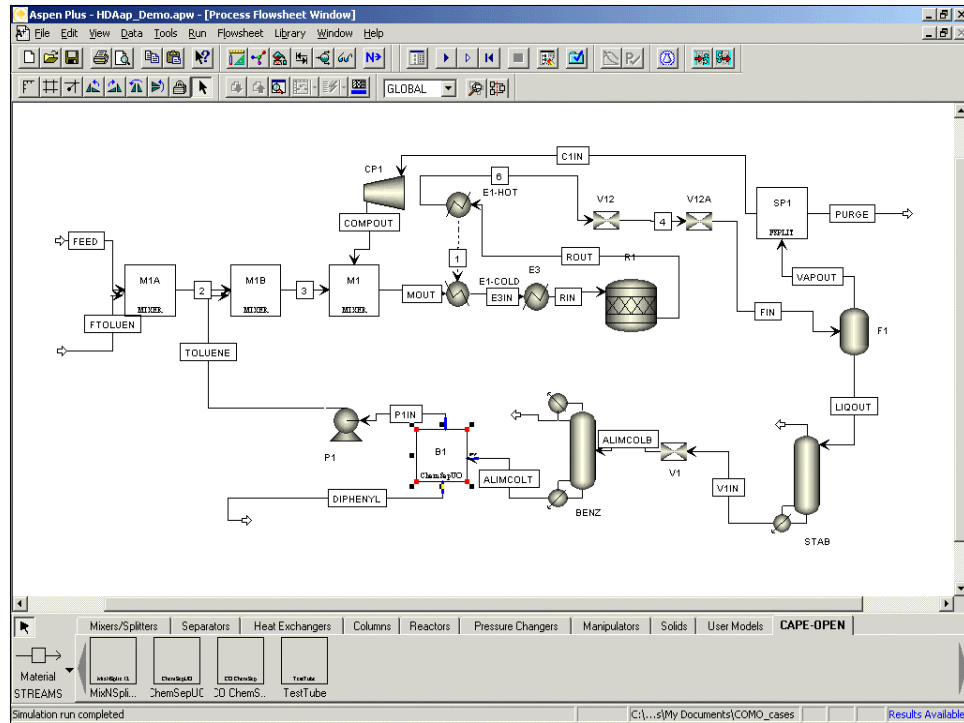 Aspen Plus - HDAap_Demo.apw - [Process Flowsheet Window]
File Edit View Data Tools Run Flowsheet Library Window Help
N>
GLOBAL
C1IN
CP1
6
E1-HOT
V12
V12A
SP1
FSPLIT
PURGE
COMPOUT
4
FEED
1
ROUT
R1
VAPOUT
M1A
MIXER
2
M1B
MIXER
3
M1
MIXER
MOUT
E1-COLD
E3
E3IN
RIN
FIN
F1
FTOLUEN
TOLUENE
LIQOUT
P1IN
P1
B1
ChemSepUO
ALIMCOLT
ALIMCOLB
V1
V1IN
DIPHENYL
BENZ
STAB
Mixers/Splitters Separators Heat Exchangers Columns Reactors Pressure Changers Manipulators Solids User Models CAPE-OPEN
Material
STREAMS
ChemSepUO
CO ChemSep
TestTube
MixNSpli... ChemSepUO CO ChemS... TestTube
Simulation run completed C:\...s\My Documents\COMO_cases Results Available